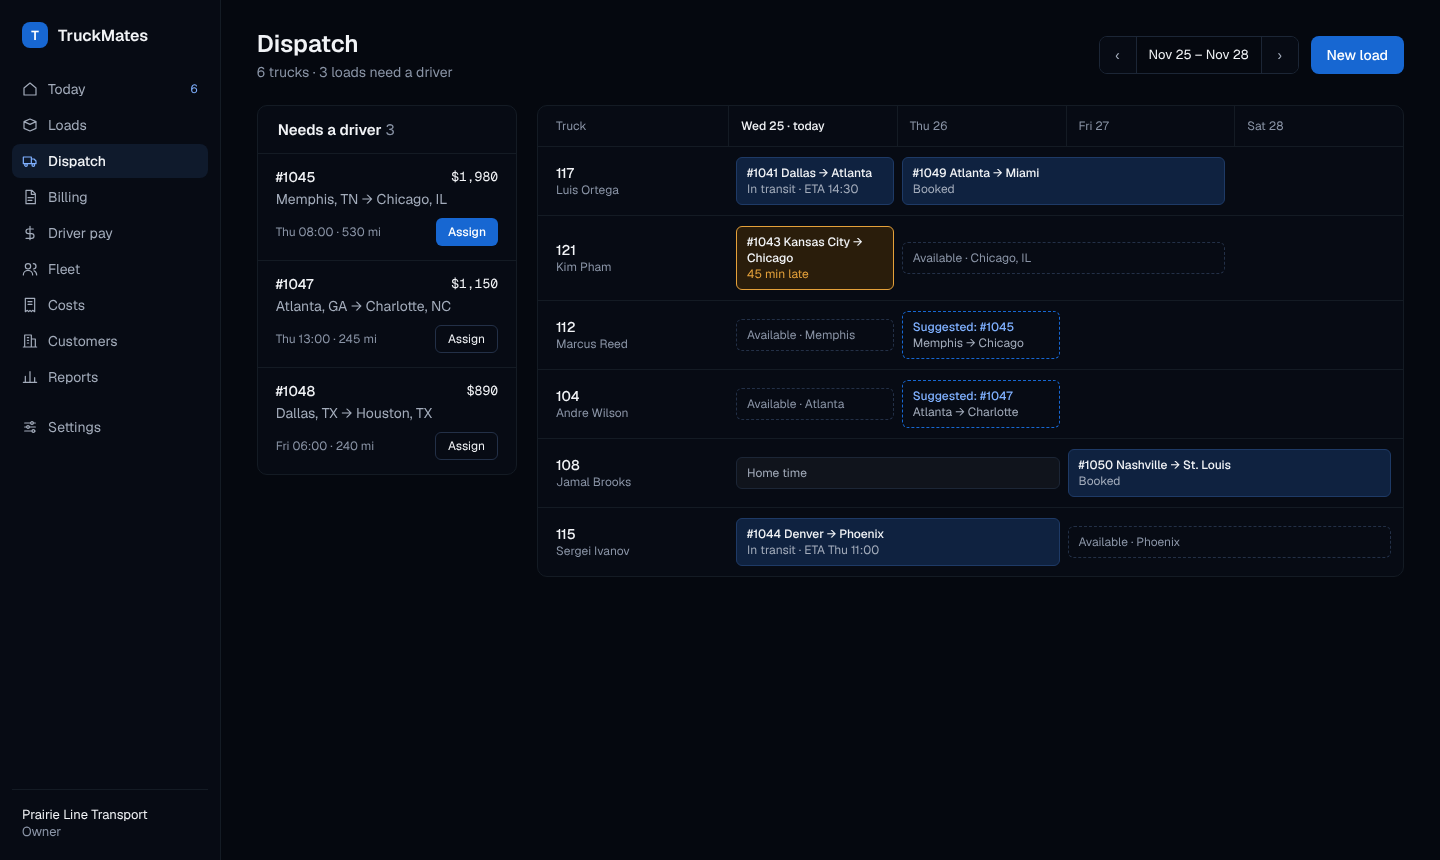 T TruckMates
Today 6
Loads
Dispatch
Billing
Driver pay
Fleet
Costs
Customers
Reports
Settings
Prairie Line Transport
Owner
Dispatch
6 trucks · 3 loads need a driver
‹ Nov 25 – Nov 28 › New load
Needs a driver 3
#1045 $1,980
Memphis, TN → Chicago, IL
Thu 08:00 · 530 mi Assign
#1047 $1,150
Atlanta, GA → Charlotte, NC
Thu 13:00 · 245 mi Assign
#1048 $890
Dallas, TX → Houston, TX
Fri 06:00 · 240 mi Assign
Truck Wed 25 · today Thu 26 Fri 27 Sat 28
117
Luis Ortega
#1041 Dallas → Atlanta
In transit · ETA 14:30
#1049 Atlanta → Miami
Booked
121
Kim Pham
#1043 Kansas City →
Chicago
45 min late
Available · Chicago, IL
112
Marcus Reed
Available · Memphis
Suggested: #1045
Memphis → Chicago
104
Andre Wilson
Available · Atlanta
Suggested: #1047
Atlanta → Charlotte
108
Jamal Brooks
Home time
#1050 Nashville → St. Louis
Booked
115
Sergei Ivanov
#1044 Denver → Phoenix
In transit · ETA Thu 11:00
Available · Phoenix